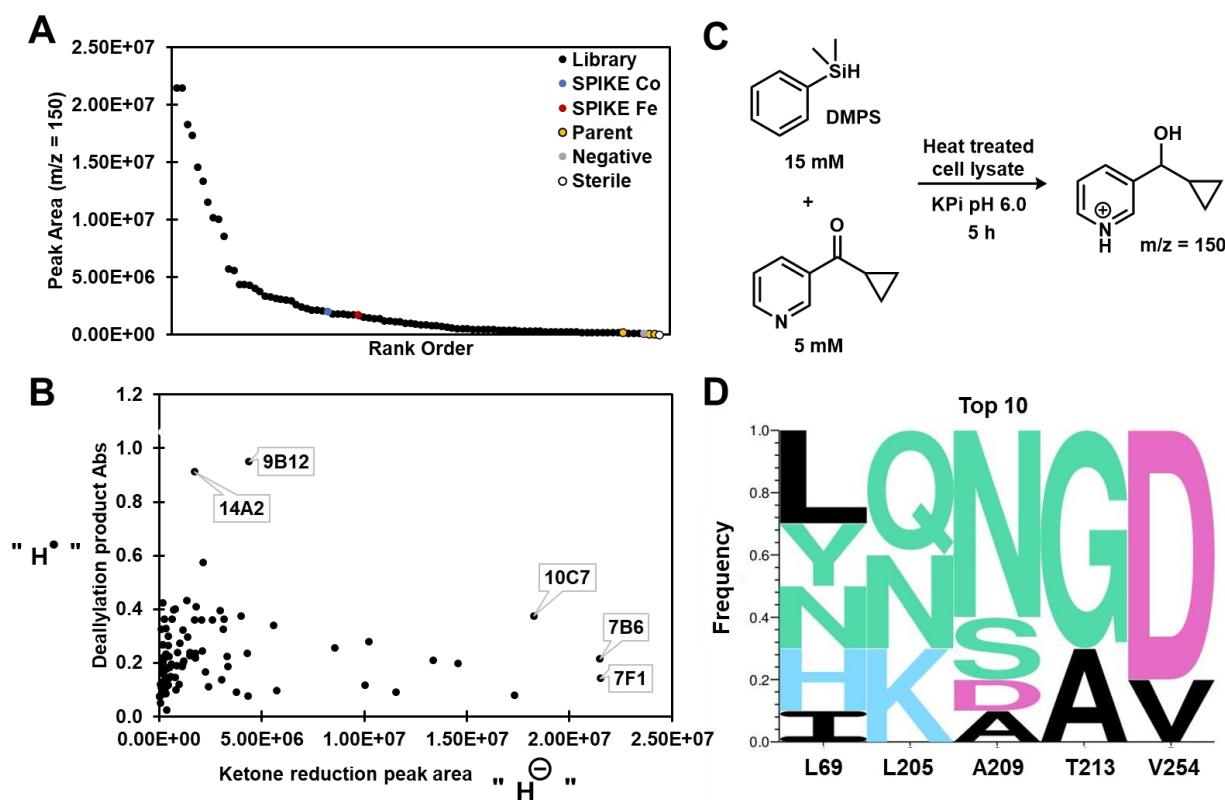 A
2.50E+07
2.00E+07
1.50E+07
1.00E+07
5.00E+06
0.00E+00
Peak Area (m/z = 150)
Rank Order
Library
SPIKE Co
SPIKE Fe
Parent
Negative
Sterile
B
1.2
1.0
0.8
0.6
0.4
0.2
0.0
Deallylation product Abs
" H• "
9B12
14A2
10C7
7B6
7F1
0.00E+00 5.00E+06 1.00E+07 1.50E+07 2.00E+07 2.50E+07
Ketone reduction peak area
" H⊖ "
C
SiH
DMPS
15 mM
+
O
N
5 mM
Heat treated
cell lysate
KPi pH 6.0
5 h
OH
+
N
H
m/z = 150
D
Top 10
Frequency
1.0
0.8
0.6
0.4
0.2
0.0
L Q N G D
Y N S A V
N K D
H A
I
L69 L205 A209 T213 V254